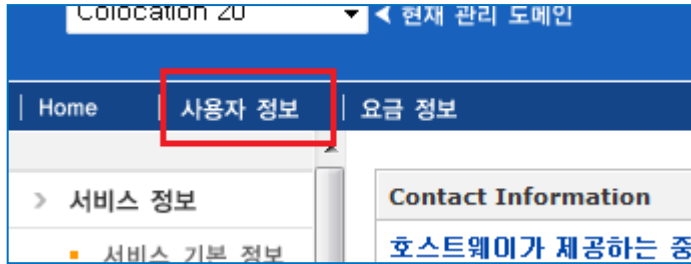 Colocation 20
◀ 현재 관리 도메인
Home
사용자 정보
요금 정보
서비스 정보
Contact Information
서비스 기본 정보
호스트웨이가 제공하는 중